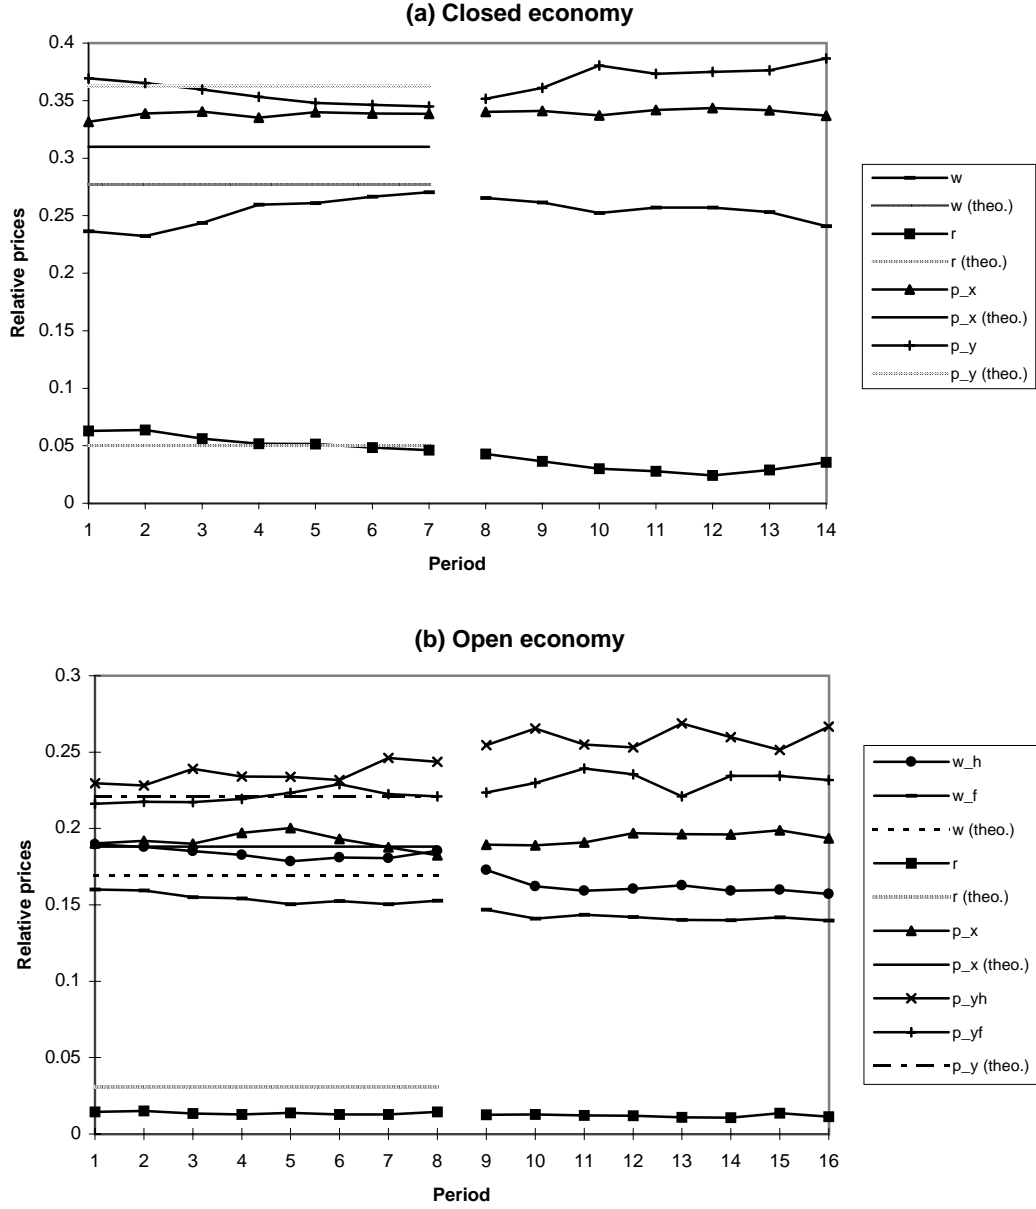 (a) Closed economy
0.4
0.35
0.3
0.25
0.2
0.15
0.1
0.05
0
Relative prices
1 2 3 4 5 6 7 8 9 10 11 12 13 14
Period
w
w (theo.)
r
r (theo.)
p_x
p_x (theo.)
p_y
p_y (theo.)
(b) Open economy
0.3
0.25
0.2
0.15
0.1
0.05
0
Relative prices
1 2 3 4 5 6 7 8 9 10 11 12 13 14 15 16
Period
w_h
w_f
w (theo.)
r
r (theo.)
p_x
p_x (theo.)
p_yh
p_yf
p_y (theo.)